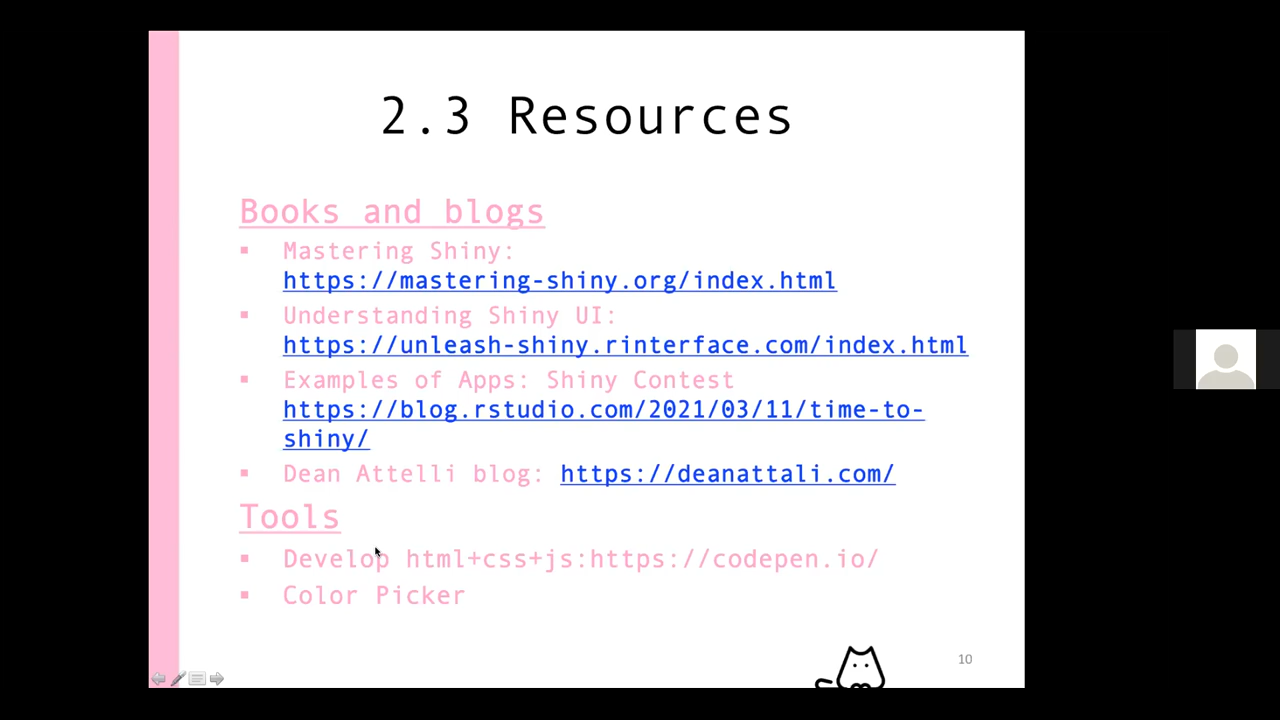 2.3 Resources
Books and blogs
▪ Mastering Shiny:
https://mastering-shiny.org/index.html
▪ Understanding Shiny UI:
https://unleash-shiny.rinterface.com/index.html
▪ Examples of Apps: Shiny Contest
https://blog.rstudio.com/2021/03/11/time-to-
shiny/
▪ Dean Attelli blog: https://deanattali.com/
Tools
▪ Develop html+css+js:https://codepen.io/
▪ Color Picker
10